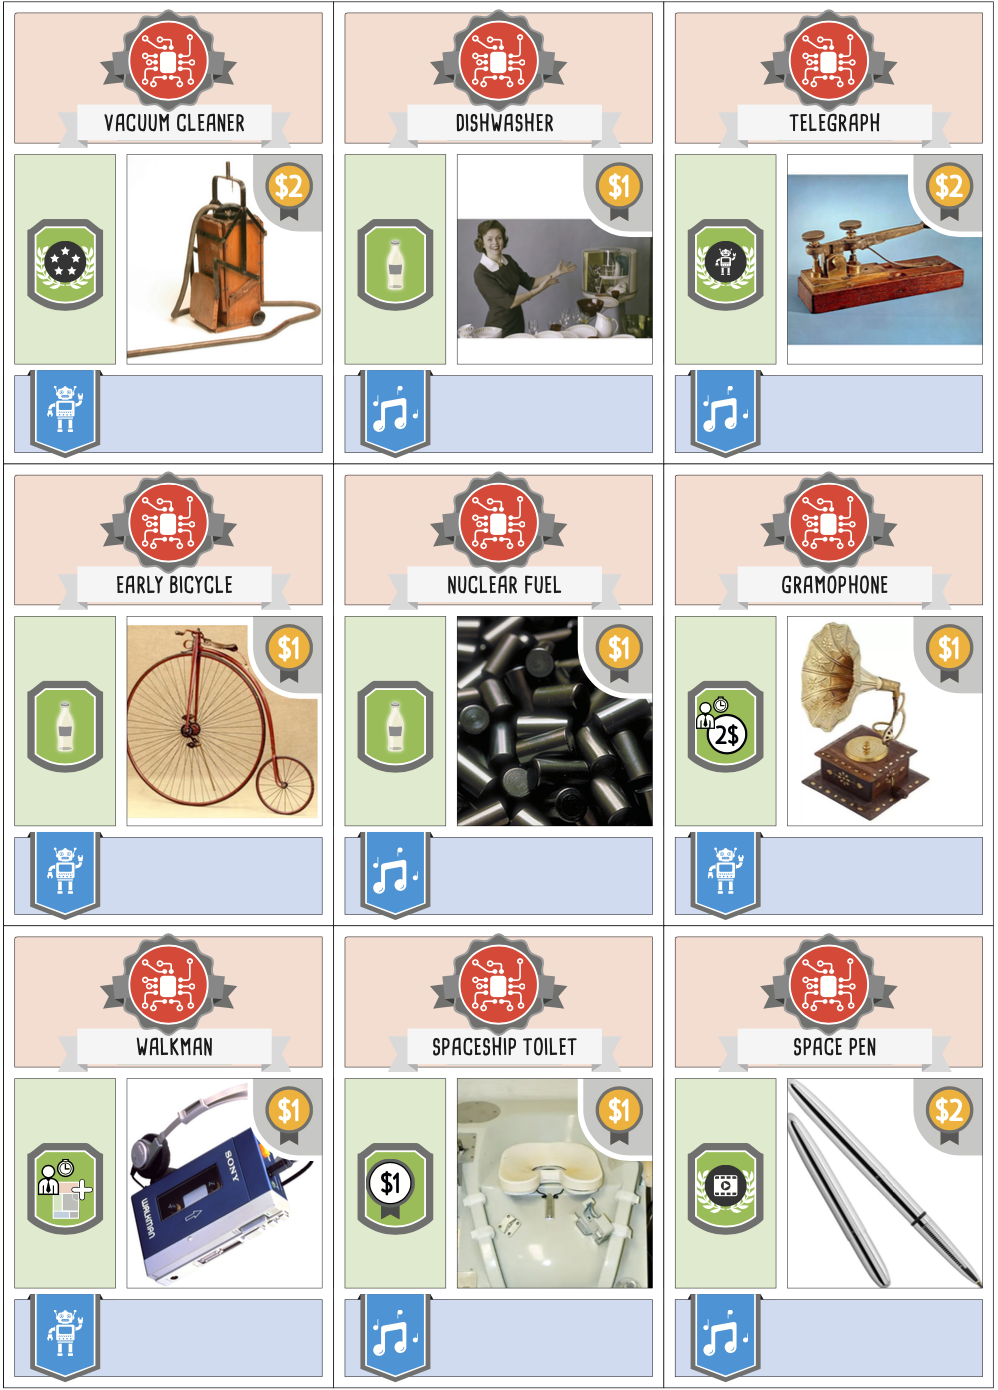 VACUUM CLEANER
$2
DISHWASHER
$1
TELEGRAPH
$2
EARLY BICYCLE
$1
NUCLEAR FUEL
$1
GRAMOPHONE
$1
2$
WALKMAN
$1
SONY
WALKMAN
SPACESHIP TOILET
$1
$1
SPACE PEN
$2